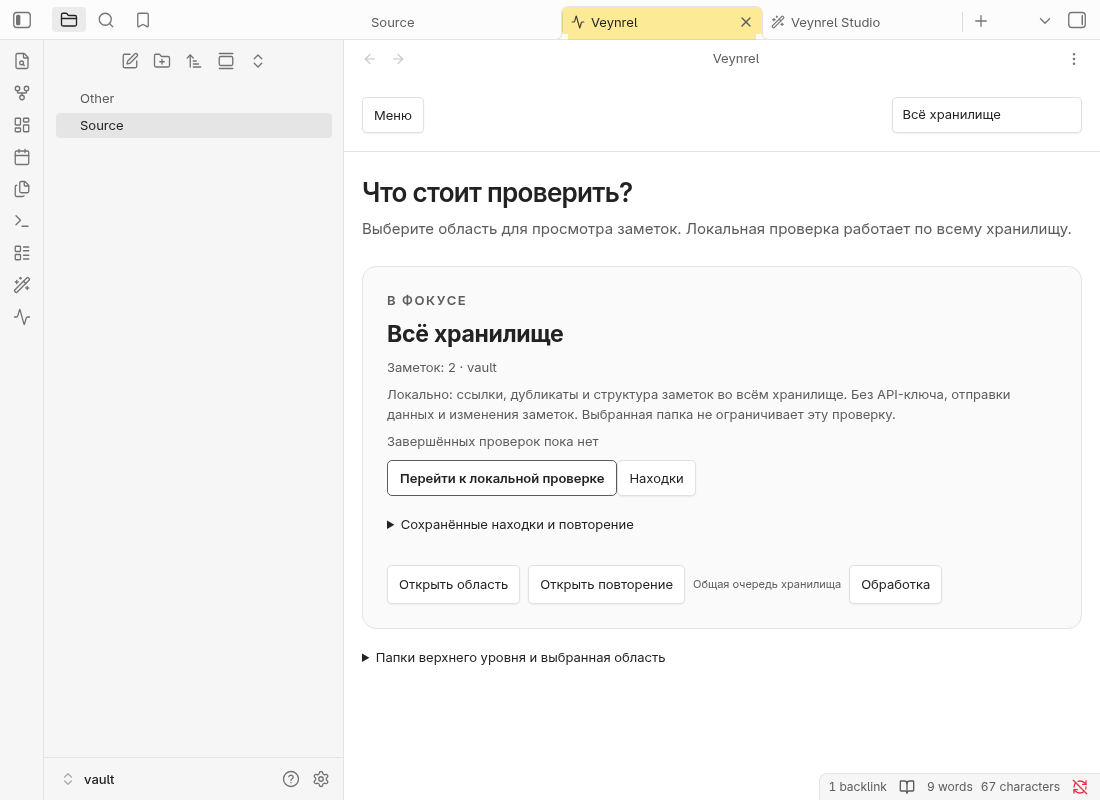 Source
Veynrel
Veynrel Studio
Veynrel
Other
Source
Меню
Всё хранилище
Что стоит проверить?
Выберите область для просмотра заметок. Локальная проверка работает по всему хранилищу.
В ФОКУСЕ
Всё хранилище
Заметок: 2 · vault
Локально: ссылки, дубликаты и структура заметок во всём хранилище. Без API-ключа, отправки
данных и изменения заметок. Выбранная папка не ограничивает эту проверку.
Завершённых проверок пока нет
Перейти к локальной проверке
Находки
Сохранённые находки и повторение
Открыть область
Открыть повторение
Общая очередь хранилища
Обработка
Папки верхнего уровня и выбранная область
vault
1 backlink
9 words
67 characters